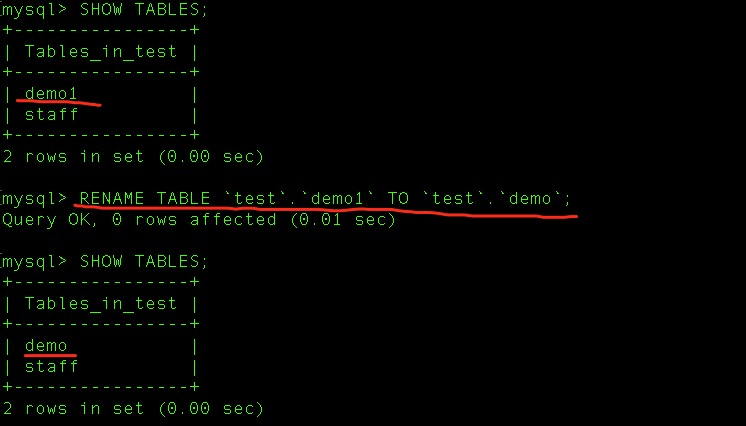 mysql> SHOW TABLES;
+----------------+
| Tables_in_test |
+----------------+
| demo1          |
| staff          |
+----------------+
2 rows in set (0.00 sec)
mysql> RENAME TABLE `test`.`demo1` TO `test`.`demo`;
Query OK, 0 rows affected (0.01 sec)
mysql> SHOW TABLES;
+----------------+
| Tables_in_test |
+----------------+
| demo           |
| staff          |
+----------------+
2 rows in set (0.00 sec)